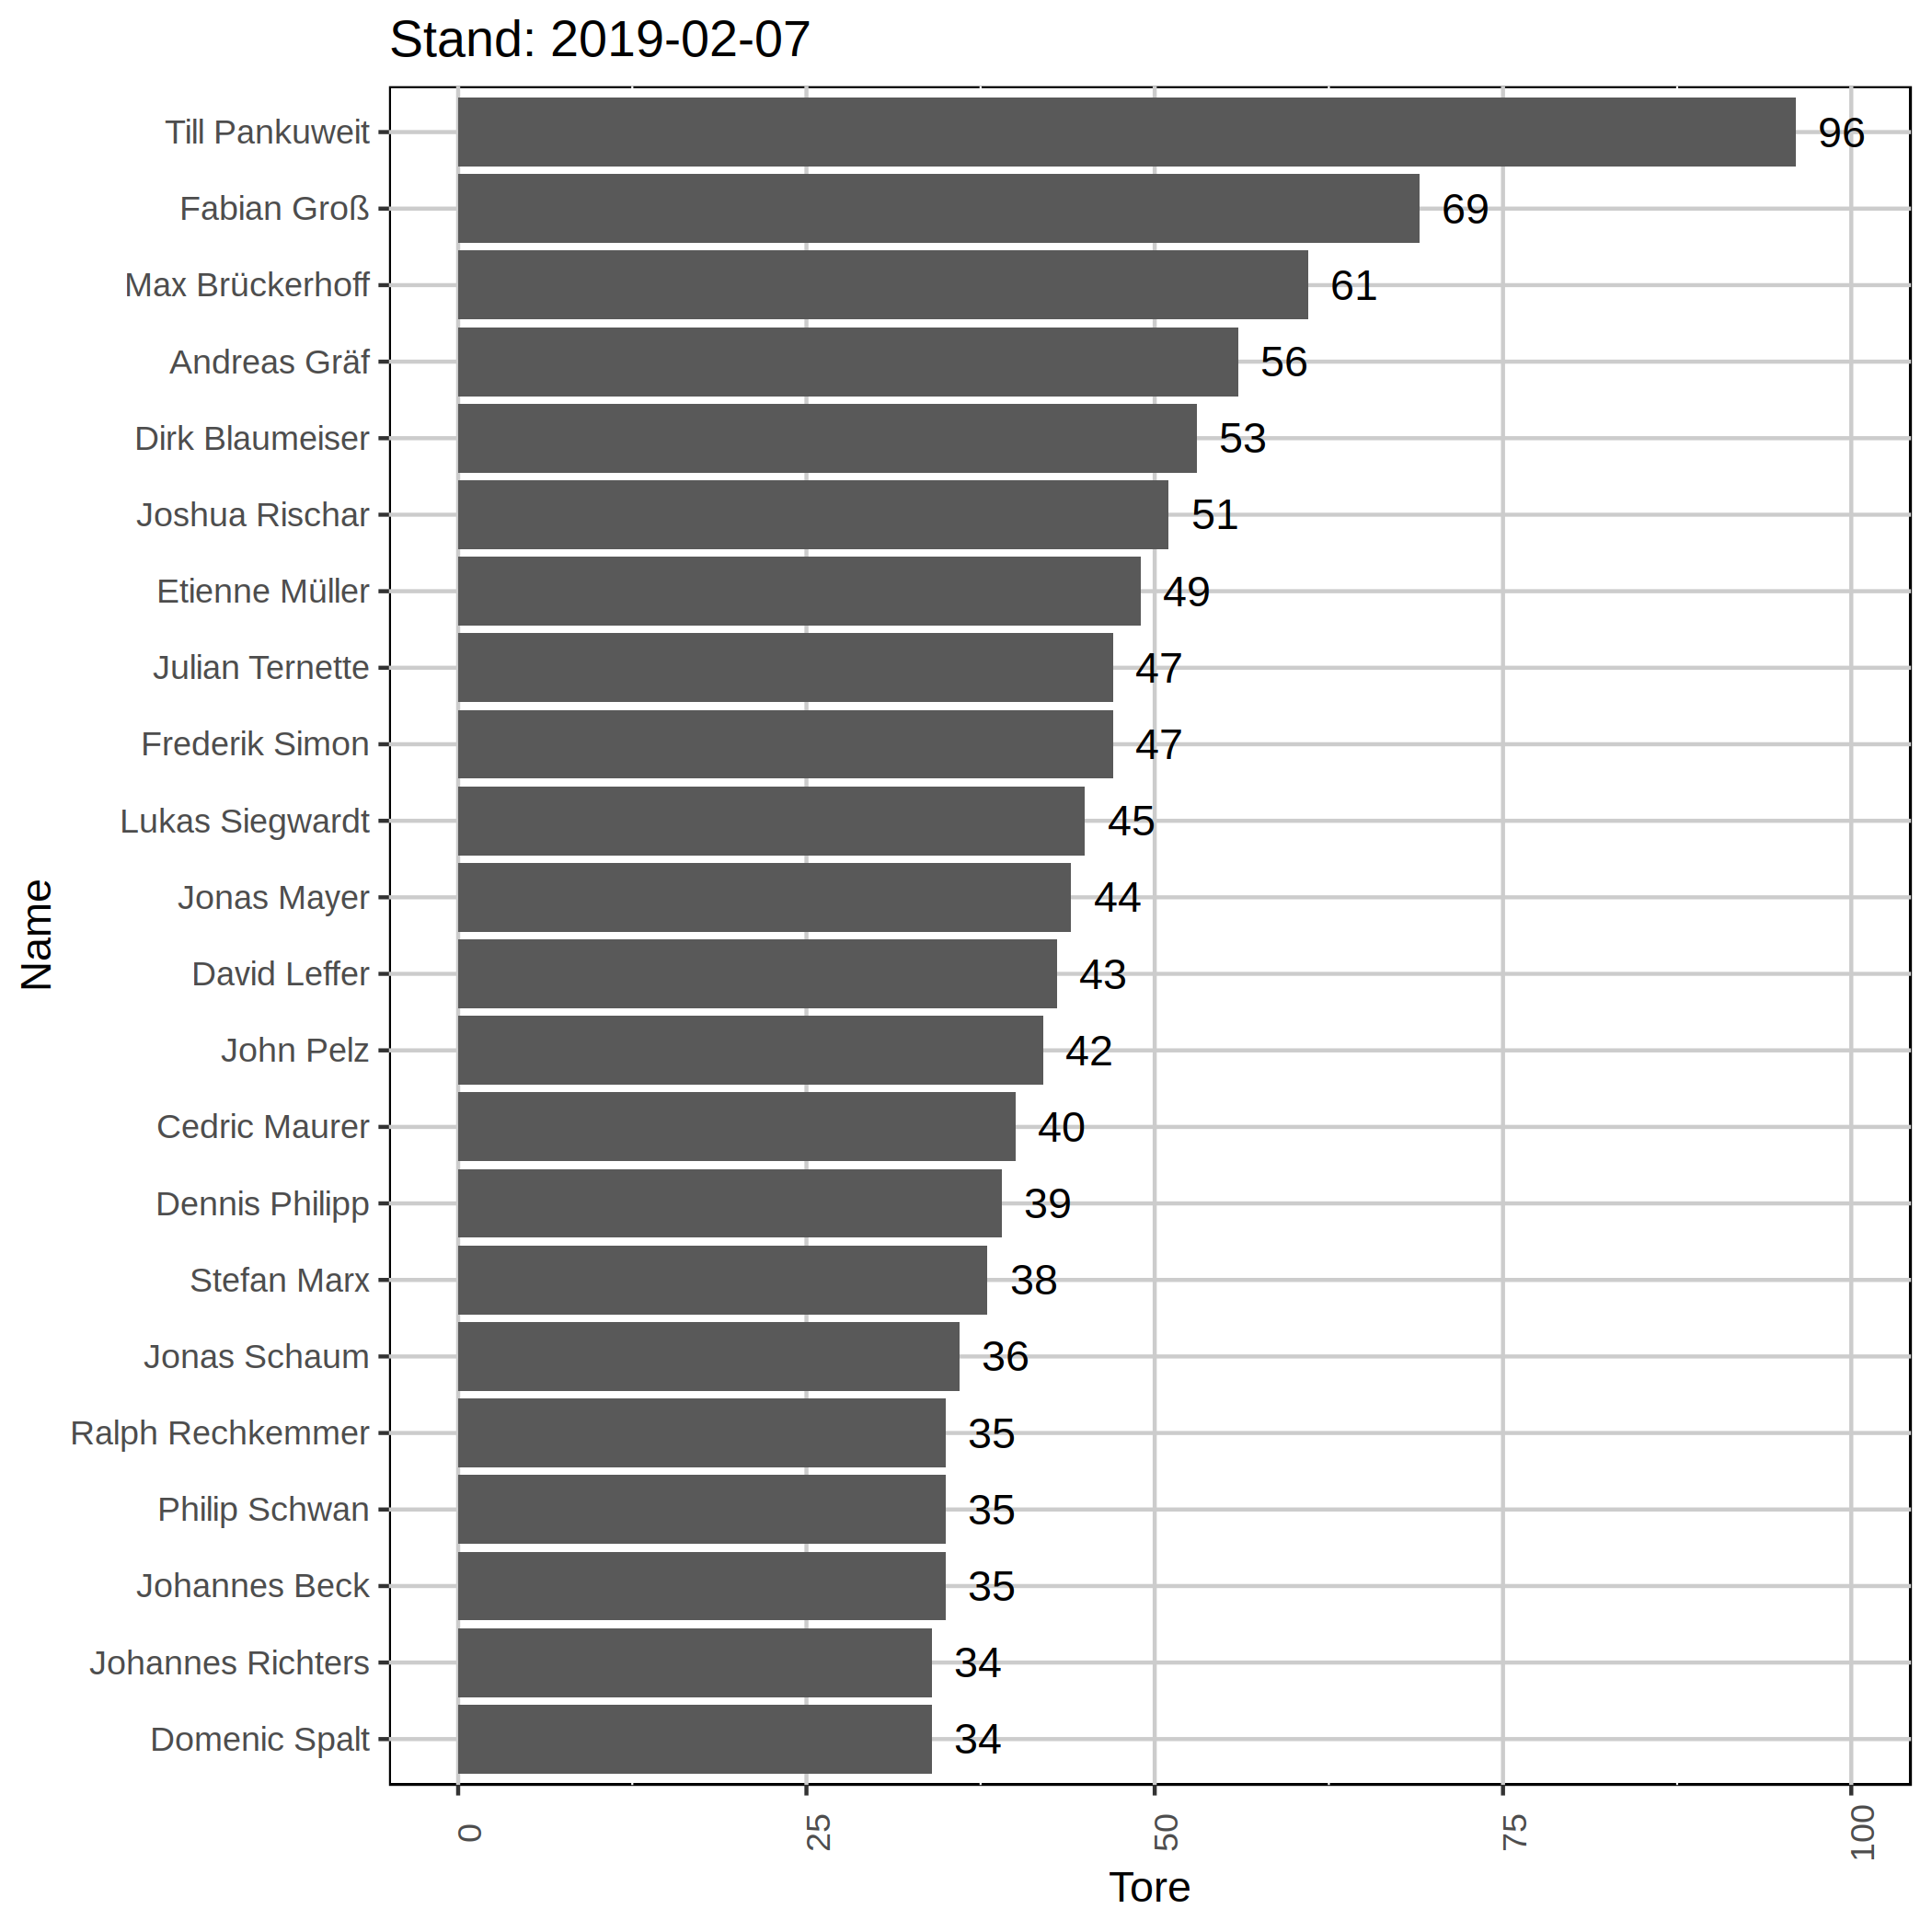 Stand: 2019-02-07
Till Pankuweit 96
Fabian Groß 69
Max Brückerhoff 61
Andreas Gräf 56
Dirk Blaumeiser 53
Joshua Rischar 51
Etienne Müller 49
Julian Ternette 47
Frederik Simon 47
Lukas Siegwardt 45
Jonas Mayer 44
David Leffer 43
John Pelz 42
Cedric Maurer 40
Dennis Philipp 39
Stefan Marx 38
Jonas Schaum 36
Ralph Rechkemmer 35
Philip Schwan 35
Johannes Beck 35
Johannes Richters 34
Domenic Spalt 34
Name
0 25 50 75 100
Tore